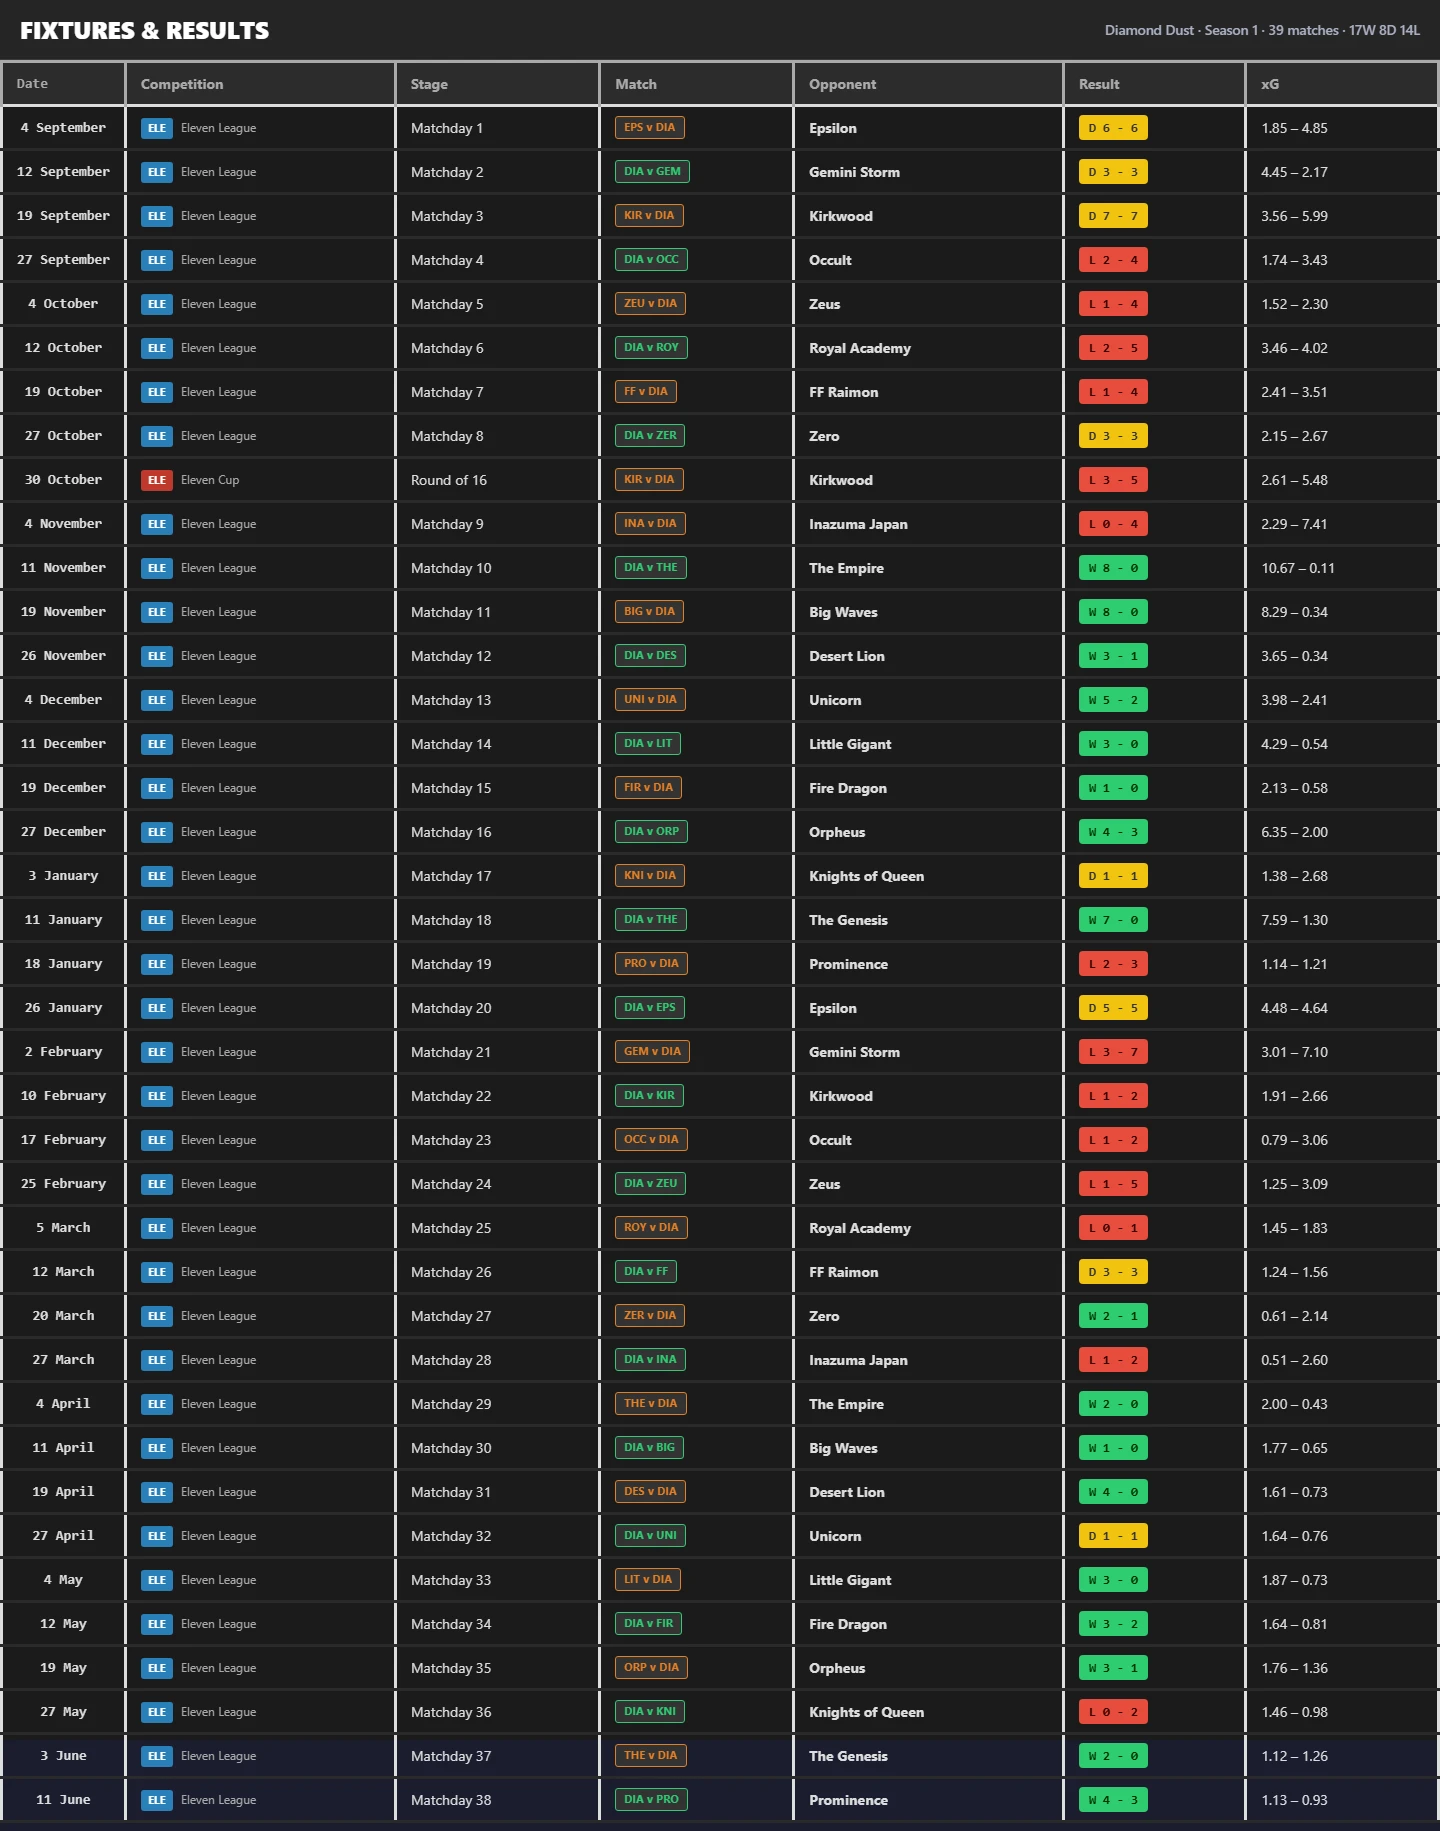 FIXTURES & RESULTS
Diamond Dust · Season 1 · 39 matches · 17W 8D 14L
Date Competition Stage Match Opponent Result xG
4 September ELE Eleven League Matchday 1 EPS v DIA Epsilon D 6 - 6 1.85 – 4.85
12 September ELE Eleven League Matchday 2 DIA v GEM Gemini Storm D 3 - 3 4.45 – 2.17
19 September ELE Eleven League Matchday 3 KIR v DIA Kirkwood D 7 - 7 3.56 – 5.99
27 September ELE Eleven League Matchday 4 DIA v OCC Occult L 2 - 4 1.74 – 3.43
4 October ELE Eleven League Matchday 5 ZEU v DIA Zeus L 1 - 4 1.52 – 2.30
12 October ELE Eleven League Matchday 6 DIA v ROY Royal Academy L 2 - 5 3.46 – 4.02
19 October ELE Eleven League Matchday 7 FF v DIA FF Raimon L 1 - 4 2.41 – 3.51
27 October ELE Eleven League Matchday 8 DIA v ZER Zero D 3 - 3 2.15 – 2.67
30 October ELE Eleven Cup Round of 16 KIR v DIA Kirkwood L 3 - 5 2.61 – 5.48
4 November ELE Eleven League Matchday 9 INA v DIA Inazuma Japan L 0 - 4 2.29 – 7.41
11 November ELE Eleven League Matchday 10 DIA v THE The Empire W 8 - 0 10.67 – 0.11
19 November ELE Eleven League Matchday 11 BIG v DIA Big Waves W 8 - 0 8.29 – 0.34
26 November ELE Eleven League Matchday 12 DIA v DES Desert Lion W 3 - 1 3.65 – 0.34
4 December ELE Eleven League Matchday 13 UNI v DIA Unicorn W 5 - 2 3.98 – 2.41
11 December ELE Eleven League Matchday 14 DIA v LIT Little Gigant W 3 - 0 4.29 – 0.54
19 December ELE Eleven League Matchday 15 FIR v DIA Fire Dragon W 1 - 0 2.13 – 0.58
27 December ELE Eleven League Matchday 16 DIA v ORP Orpheus W 4 - 3 6.35 – 2.00
3 January ELE Eleven League Matchday 17 KNI v DIA Knights of Queen D 1 - 1 1.38 – 2.68
11 January ELE Eleven League Matchday 18 DIA v THE The Genesis W 7 - 0 7.59 – 1.30
18 January ELE Eleven League Matchday 19 PRO v DIA Prominence L 2 - 3 1.14 – 1.21
26 January ELE Eleven League Matchday 20 DIA v EPS Epsilon D 5 - 5 4.48 – 4.64
2 February ELE Eleven League Matchday 21 GEM v DIA Gemini Storm L 3 - 7 3.01 – 7.10
10 February ELE Eleven League Matchday 22 DIA v KIR Kirkwood L 1 - 2 1.91 – 2.66
17 February ELE Eleven League Matchday 23 OCC v DIA Occult L 1 - 2 0.79 – 3.06
25 February ELE Eleven League Matchday 24 DIA v ZEU Zeus L 1 - 5 1.25 – 3.09
5 March ELE Eleven League Matchday 25 ROY v DIA Royal Academy L 0 - 1 1.45 – 1.83
12 March ELE Eleven League Matchday 26 DIA v FF FF Raimon D 3 - 3 1.24 – 1.56
20 March ELE Eleven League Matchday 27 ZER v DIA Zero W 2 - 1 0.61 – 2.14
27 March ELE Eleven League Matchday 28 DIA v INA Inazuma Japan L 1 - 2 0.51 – 2.60
4 April ELE Eleven League Matchday 29 THE v DIA The Empire W 2 - 0 2.00 – 0.43
11 April ELE Eleven League Matchday 30 DIA v BIG Big Waves W 1 - 0 1.77 – 0.65
19 April ELE Eleven League Matchday 31 DES v DIA Desert Lion W 4 - 0 1.61 – 0.73
27 April ELE Eleven League Matchday 32 DIA v UNI Unicorn D 1 - 1 1.64 – 0.76
4 May ELE Eleven League Matchday 33 LIT v DIA Little Gigant W 3 - 0 1.87 – 0.73
12 May ELE Eleven League Matchday 34 DIA v FIR Fire Dragon W 3 - 2 1.64 – 0.81
19 May ELE Eleven League Matchday 35 ORP v DIA Orpheus W 3 - 1 1.76 – 1.36
27 May ELE Eleven League Matchday 36 DIA v KNI Knights of Queen L 0 - 2 1.46 – 0.98
3 June ELE Eleven League Matchday 37 THE v DIA The Genesis W 2 - 0 1.12 – 1.26
11 June ELE Eleven League Matchday 38 DIA v PRO Prominence W 4 - 3 1.13 – 0.93